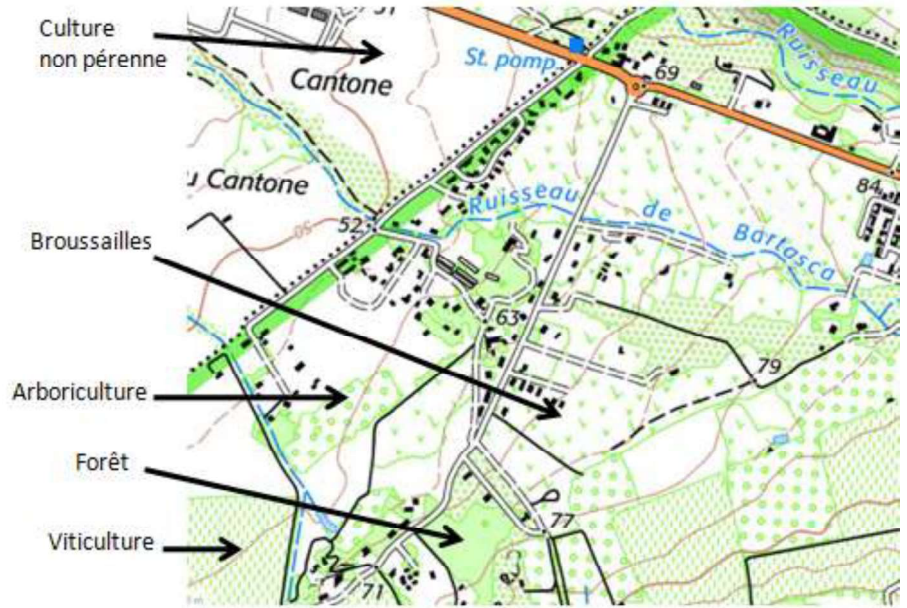 Culture
non pérenne
Broussailles
Arboriculture
Forêt
Viticulture
Cantone
St. pomp.
69
Ruisseau
Cantone
52
50
Ruisseau de Bartasca
84
63
79
77
71